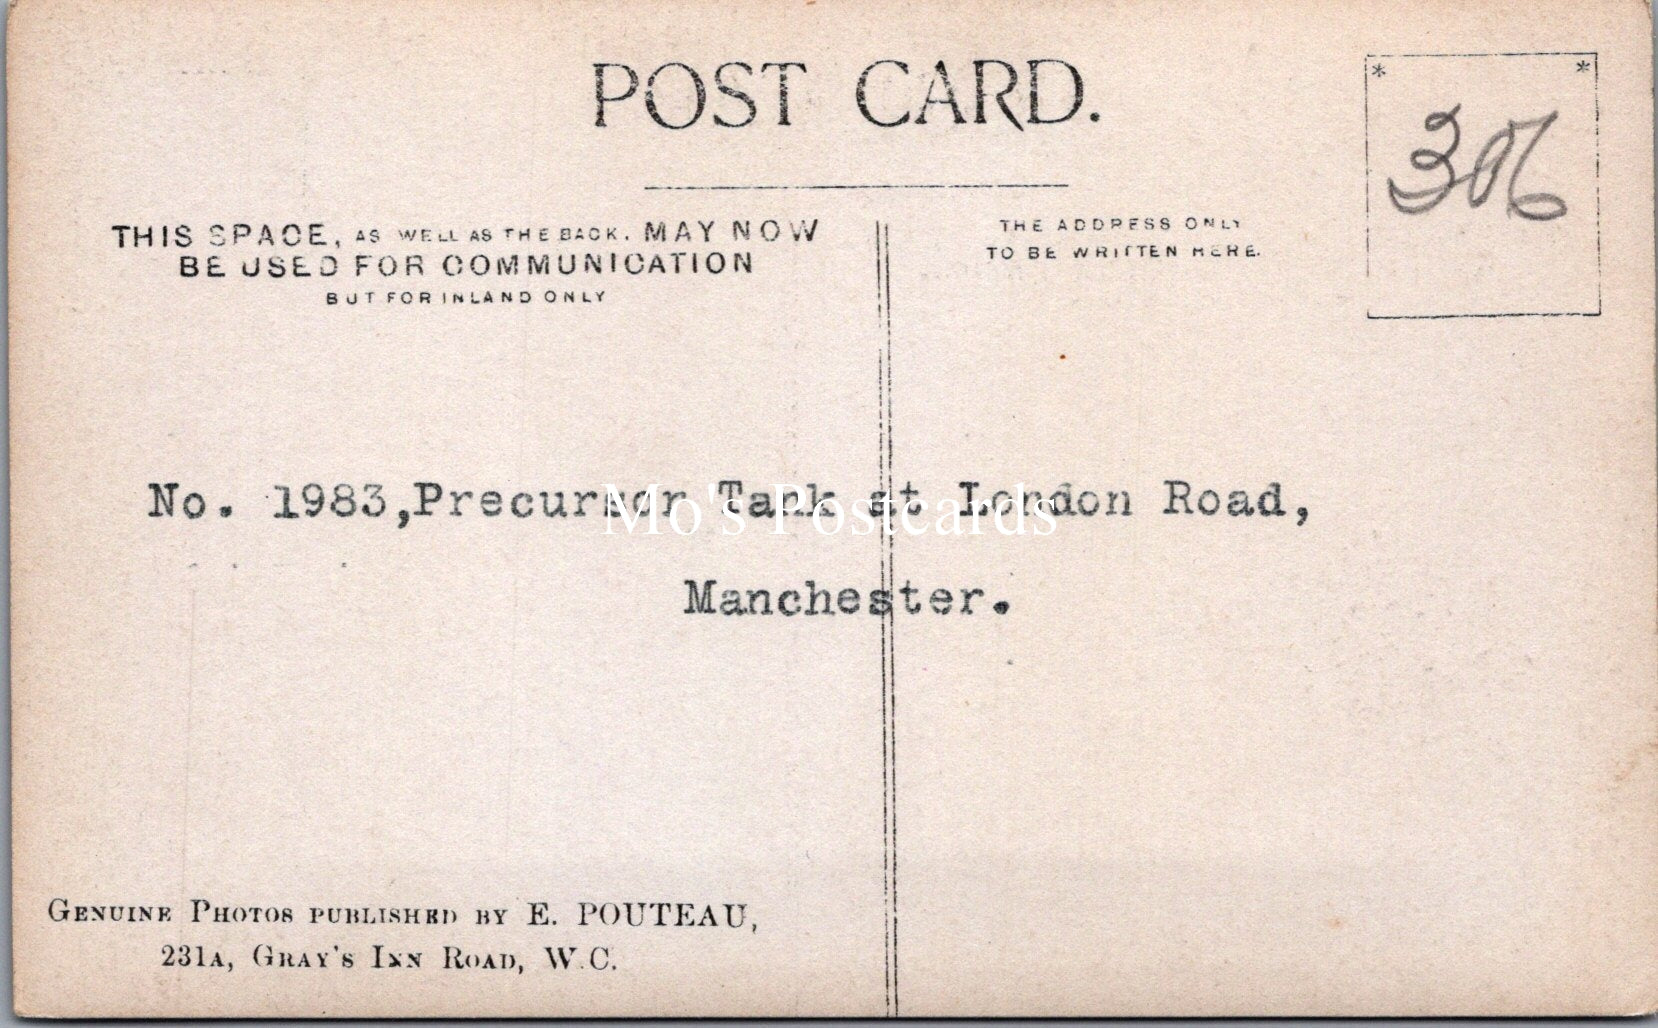 POST CARD.
306
THIS SPACE, AS WELL AS THE BACK, MAY NOW
BE USED FOR COMMUNICATION
BUT FOR INLAND ONLY
THE ADDRESS ONLY
TO BE WRITTEN HERE.
No. 1983,Precursor Tank at London Road,
Mo's Postcards
Manchester.
GENUINE PHOTOS PUBLISHED BY E. POUTEAU,
231A, GRAY'S INN ROAD, W.C.